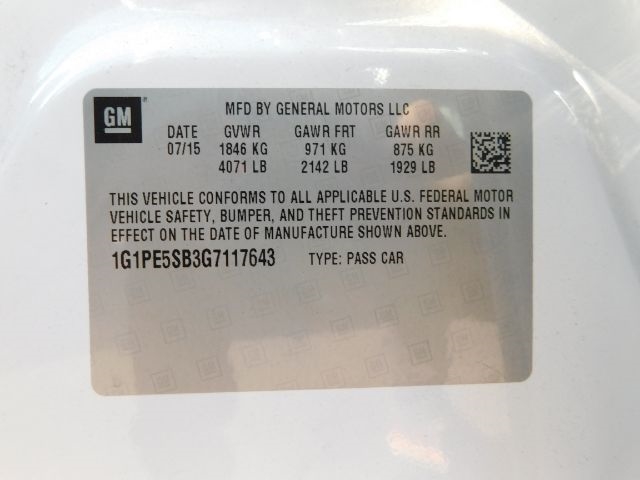 GM
MFD BY GENERAL MOTORS LLC
DATE GVWR GAWR FRT GAWR RR
07/15 1846 KG 971 KG 875 KG
4071 LB 2142 LB 1929 LB
THIS VEHICLE CONFORMS TO ALL APPLICABLE U.S. FEDERAL MOTOR
VEHICLE SAFETY, BUMPER, AND THEFT PREVENTION STANDARDS IN
EFFECT ON THE DATE OF MANUFACTURE SHOWN ABOVE.
1G1PE5SB3G7117643 TYPE: PASS CAR